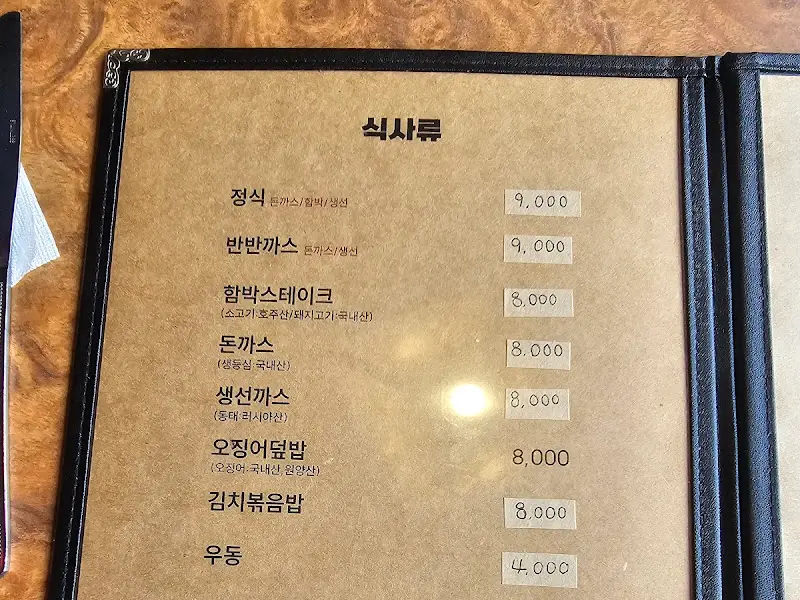 식사류
정식 돈까스/함박/생선 9,000
반반까스 돈까스/생선 9,000
함박스테이크 8,000
(소고기:호주산/돼지고기:국내산)
돈까스 8.000
(생등심:국내산)
생선까스 8,000
(동태:러시아산)
오징어덮밥 8,000
(오징어:국내산,원양산)
김치볶음밥 8.000
우동 4,000